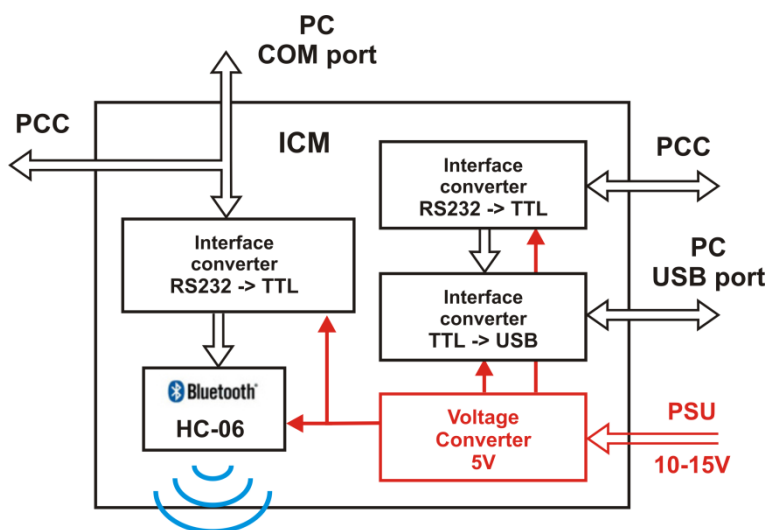 PC
COM port
PCC
ICM
Interface
converter
RS232 -> TTL
PCC
Interface
converter
RS232 -> TTL
PC
USB port
Interface
converter
TTL -> USB
Bluetooth
HC-06
Voltage
Converter
5V
PSU
10-15V